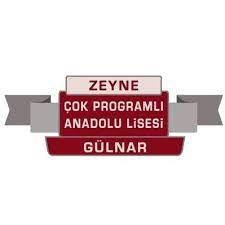 ZEYNE
ÇOK PROGRAMLI
ANADOLU LİSESİ
GÜLNAR